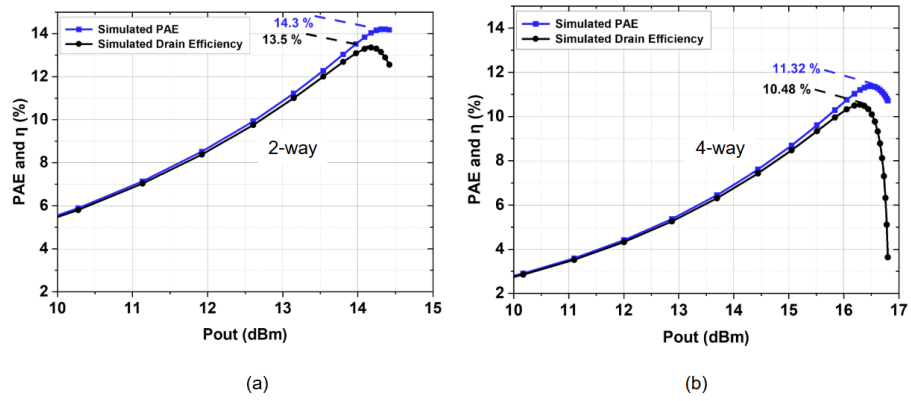 PAE and η (%)
16
14
12
10
8
6
4
2
Simulated PAE
Simulated Drain Efficiency
14.3 %
13.5 %
2-way
10
11
12
13
14
15
Pout (dBm)
(a)
PAE and η (%)
14
12
10
8
6
4
2
Simulated PAE
Simulated Drain Efficiency
11.32 %
10.48 %
4-way
10
11
12
13
14
15
16
17
Pout (dBm)
(b)